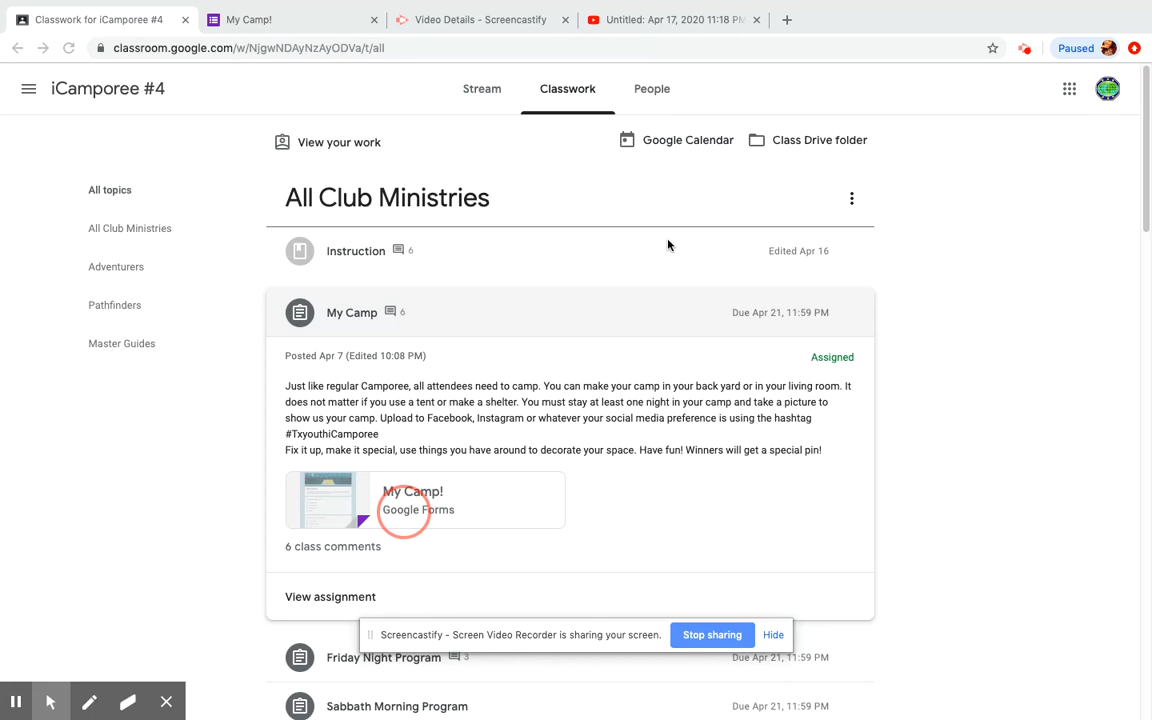 Classwork for iCamporee #4
My Camp!
Video Details - Screencastify
Untitled: Apr 17, 2020 11:18 PM
classroom.google.com/w/NjgwNDAyNzAyODVa/t/all
Paused
iCamporee #4
Stream
Classwork
People
View your work
Google Calendar
Class Drive folder
All topics
All Club Ministries
Adventurers
Pathfinders
Master Guides
All Club Ministries
Instruction 6
Edited Apr 16
My Camp 6
Due Apr 21, 11:59 PM
Posted Apr 7 (Edited 10:08 PM)
Assigned
Just like regular Camporee, all attendees need to camp. You can make your camp in your back yard or in your living room. It
does not matter if you use a tent or make a shelter. You must stay at least one night in your camp and take a picture to
show us your camp. Upload to Facebook, Instagram or whatever your social media preference is using the hashtag
#TxyouthiCamporee
Fix it up, make it special, use things you have around to decorate your space. Have fun! Winners will get a special pin!
My Camp!
Google Forms
6 class comments
View assignment
Screencastify - Screen Video Recorder is sharing your screen.
Stop sharing
Hide
Friday Night Program 3
Due Apr 21, 11:59 PM
Sabbath Morning Program
Due Apr 21, 11:59 PM